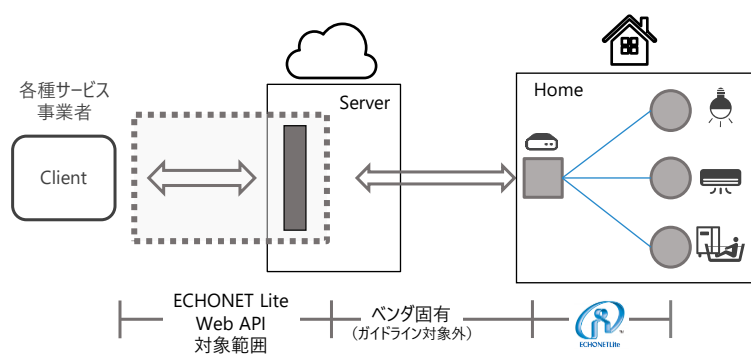 各種サービス
事業者
Client
Server
Home
ECHONET Lite
Web API
対象範囲
ベンダ固有
(ガイドライン対象外)
ECHONETLite